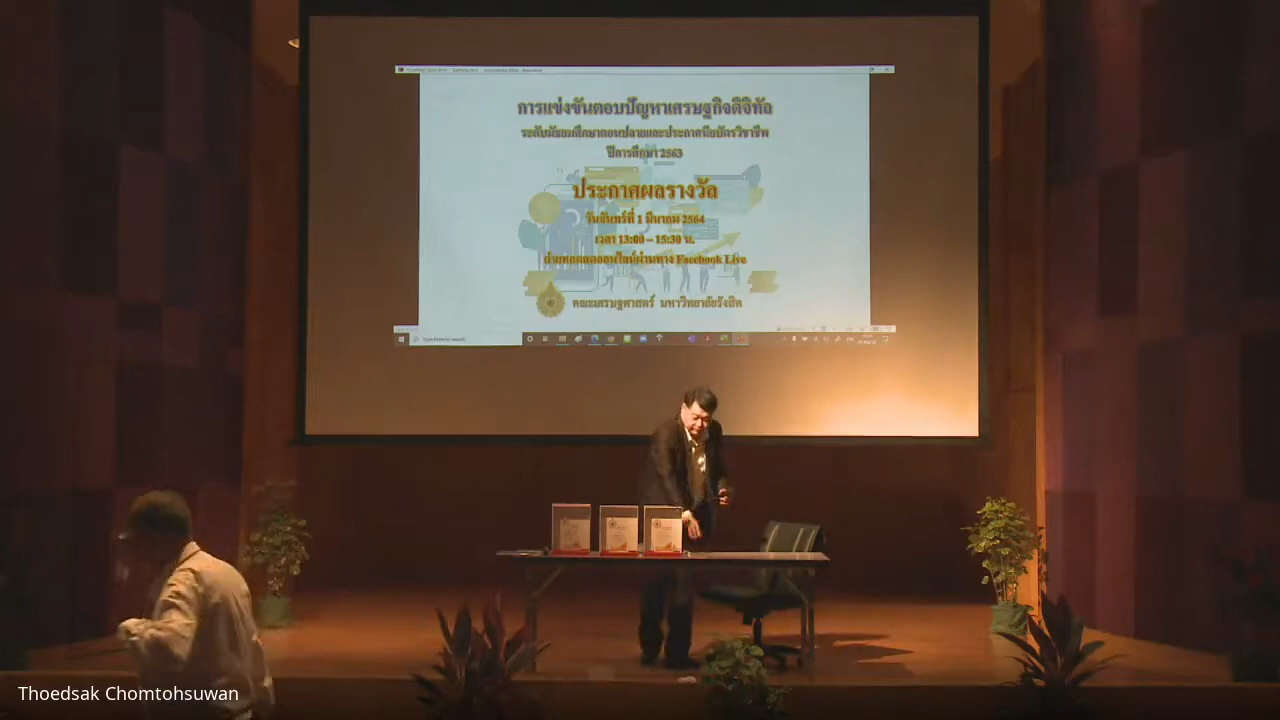 การแข่งขันตอบปัญหาเศรษฐกิจดิจิทัล
ระดับมัธยมศึกษาตอนปลายและประกาศนียบัตรวิชาชีพ
ปีการศึกษา 2563
ประกาศผลรางวัล
วันจันทร์ที่ 1 มีนาคม 2564
เวลา 13:00 – 15:30 น.
ถ่ายทอดสดออนไลน์ผ่านทาง Facebook Live
คณะเศรษฐศาสตร์ มหาวิทยาลัยรังสิต
Thoedsak Chomtohsuwan